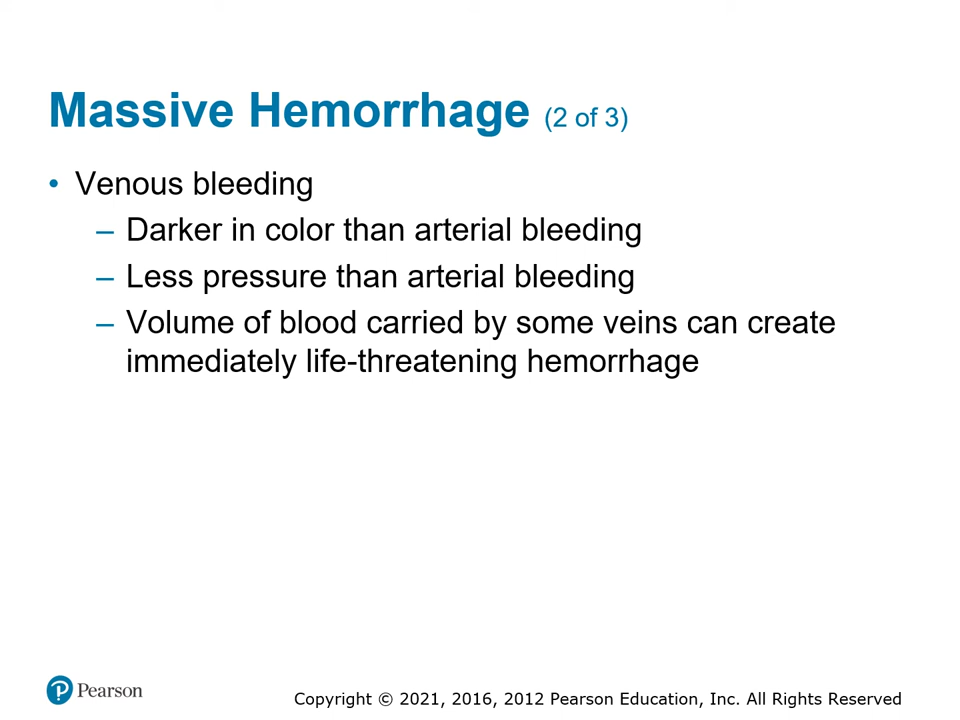 Massive Hemorrhage (2 of 3)
• Venous bleeding
– Darker in color than arterial bleeding
– Less pressure than arterial bleeding
– Volume of blood carried by some veins can create
immediately life-threatening hemorrhage
Pearson
Copyright © 2021, 2016, 2012 Pearson Education, Inc. All Rights Reserved